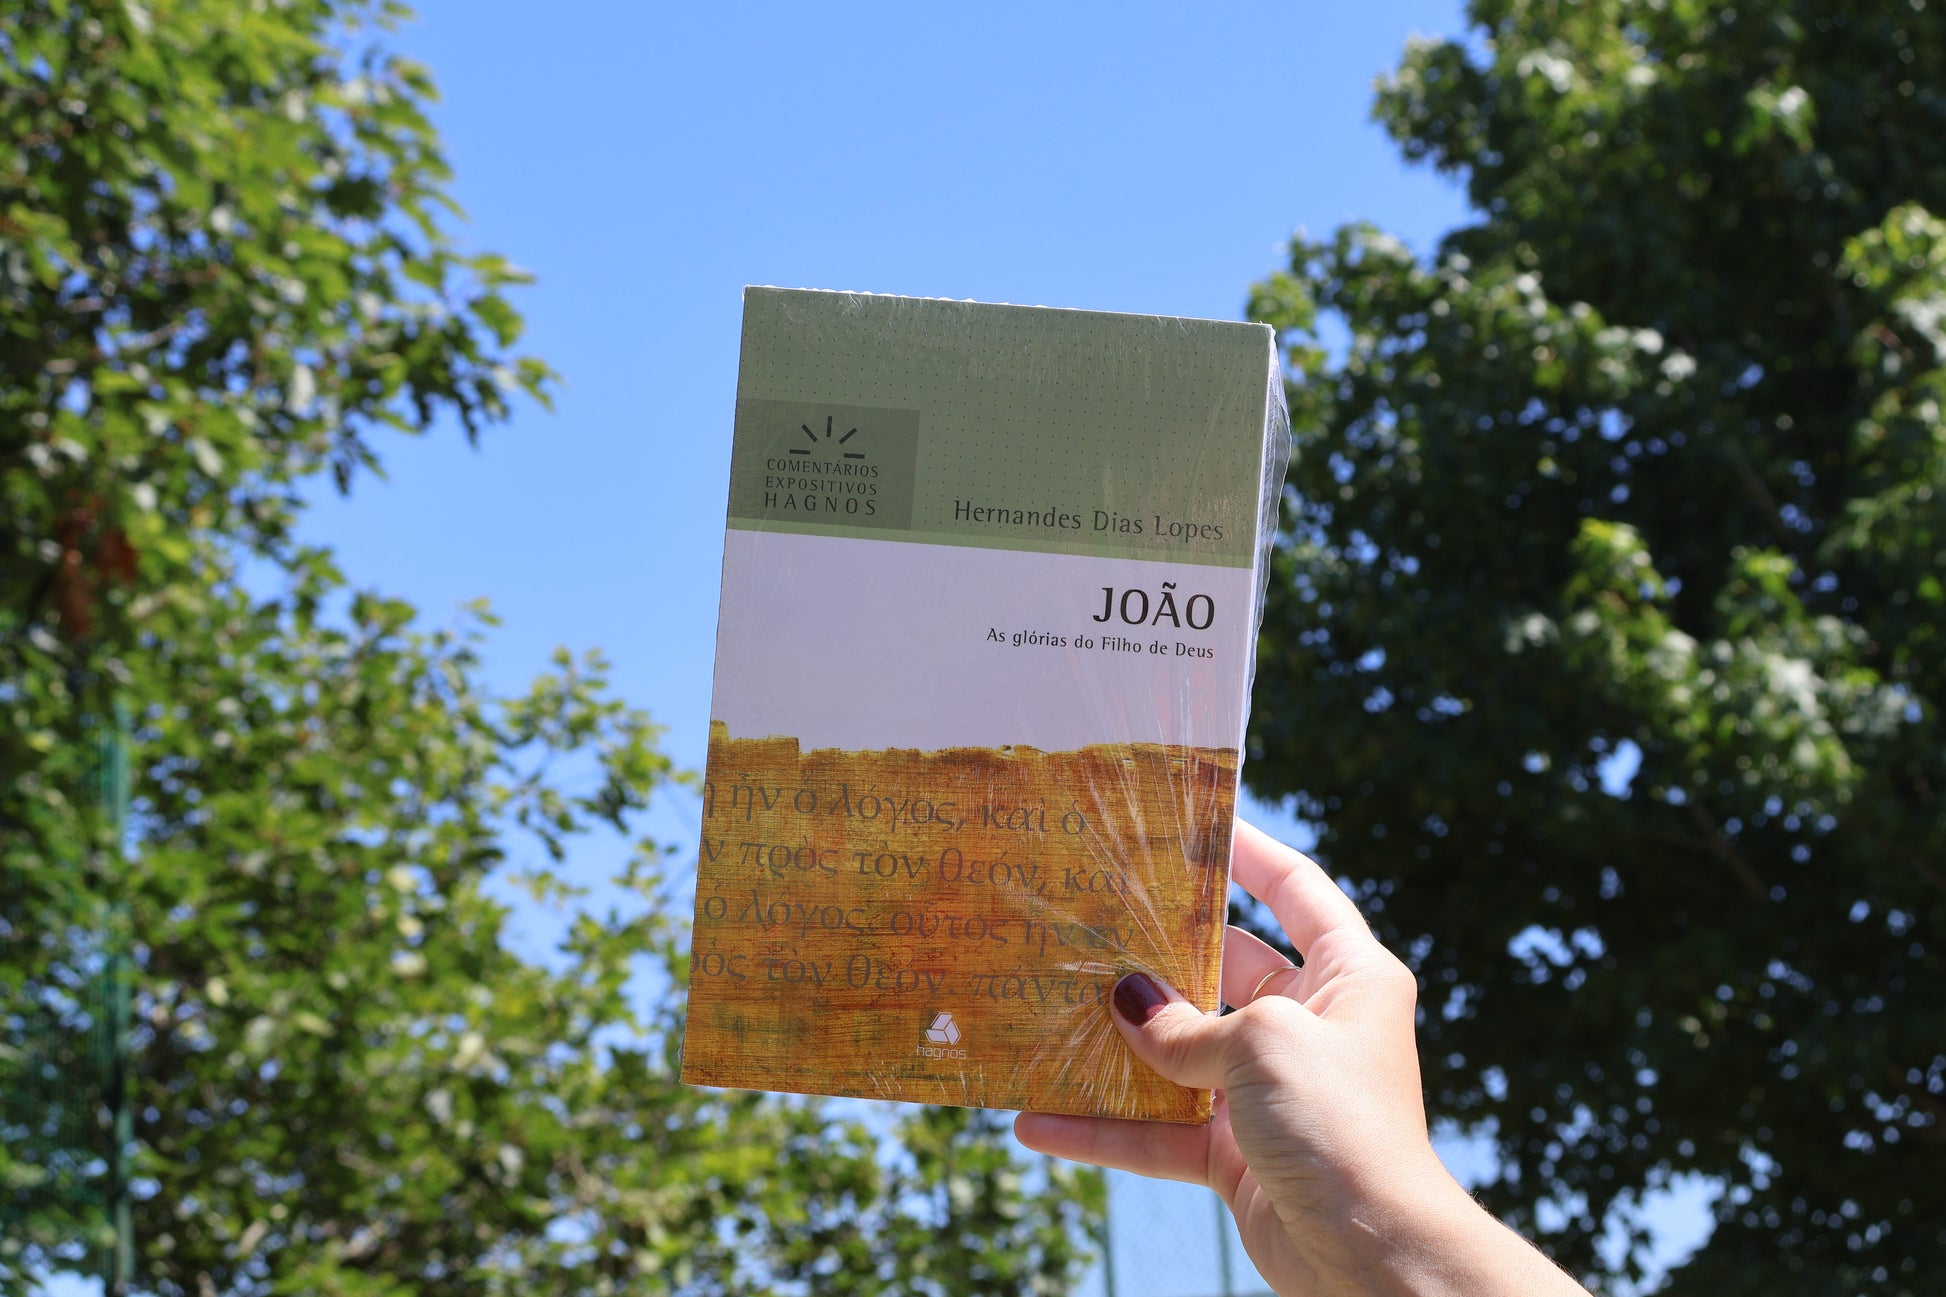 COMENTÁRIOS
EXPOSITIVOS
HAGNOS
Hernandes Dias Lopes
JOÃO
As glórias do Filho de Deus
ἦν ὁ λόγος, καὶ ὁ
ν πρὸς τὸν θεόν, καὶ
ὁ λόγος. οὗτος ἦν ἐν
ρὸς τὸν θεόν. πάντα
hagnos